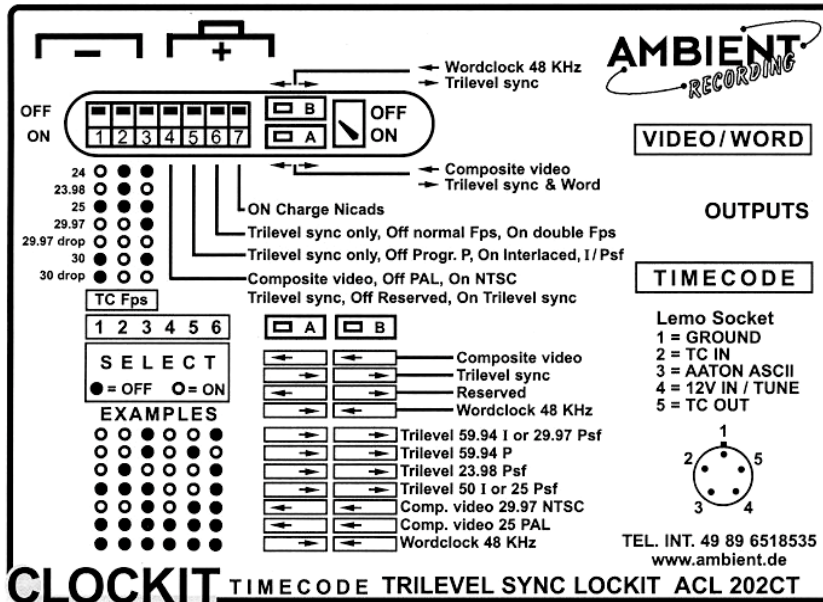 − +
AMBIENT
RECORDING
Wordclock 48 KHz
Trilevel sync
OFF
ON
1 2 3 4 5 6 7
B
A
OFF
ON
VIDEO/WORD
Composite video
Trilevel sync & Word
24
23.98
25
29.97
29.97 drop
30
30 drop
ON Charge Nicads
Trilevel sync only, Off normal Fps, On double Fps
Trilevel sync only, Off Progr. P, On Interlaced, I/Psf
Composite video, Off PAL, On NTSC
Trilevel sync, Off Reserved, On Trilevel sync
OUTPUTS
TIMECODE
TC Fps
1 2 3 4 5 6
A B
SELECT
= OFF = ON
EXAMPLES
Composite video
Trilevel sync
Reserved
Wordclock 48 KHz
Trilevel 59.94 I or 29.97 Psf
Trilevel 59.94 P
Trilevel 23.98 Psf
Trilevel 50 I or 25 Psf
Comp. video 29.97 NTSC
Comp. video 25 PAL
Wordclock 48 KHz
Lemo Socket
1 = GROUND
2 = TC IN
3 = AATON ASCII
4 = 12V IN / TUNE
5 = TC OUT
1
2 5
3 4
TEL. INT. 49 89 6518535
www.ambient.de
CLOCKIT TIMECODE TRILEVEL SYNC LOCKIT ACL 202CT